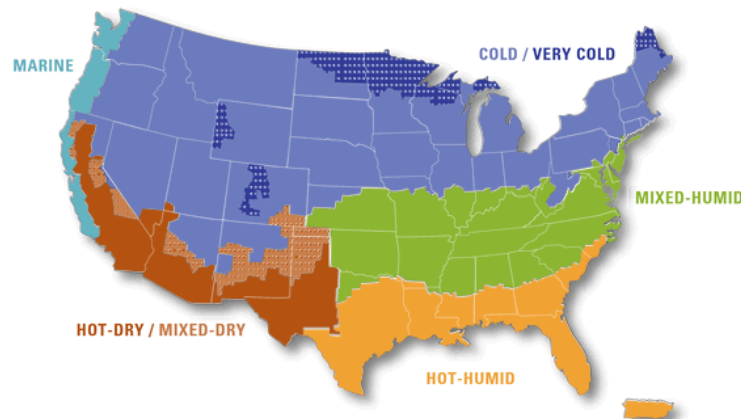 COLD / VERY COLD
MARINE
MIXED-HUMID
HOT-DRY / MIXED-DRY
HOT-HUMID